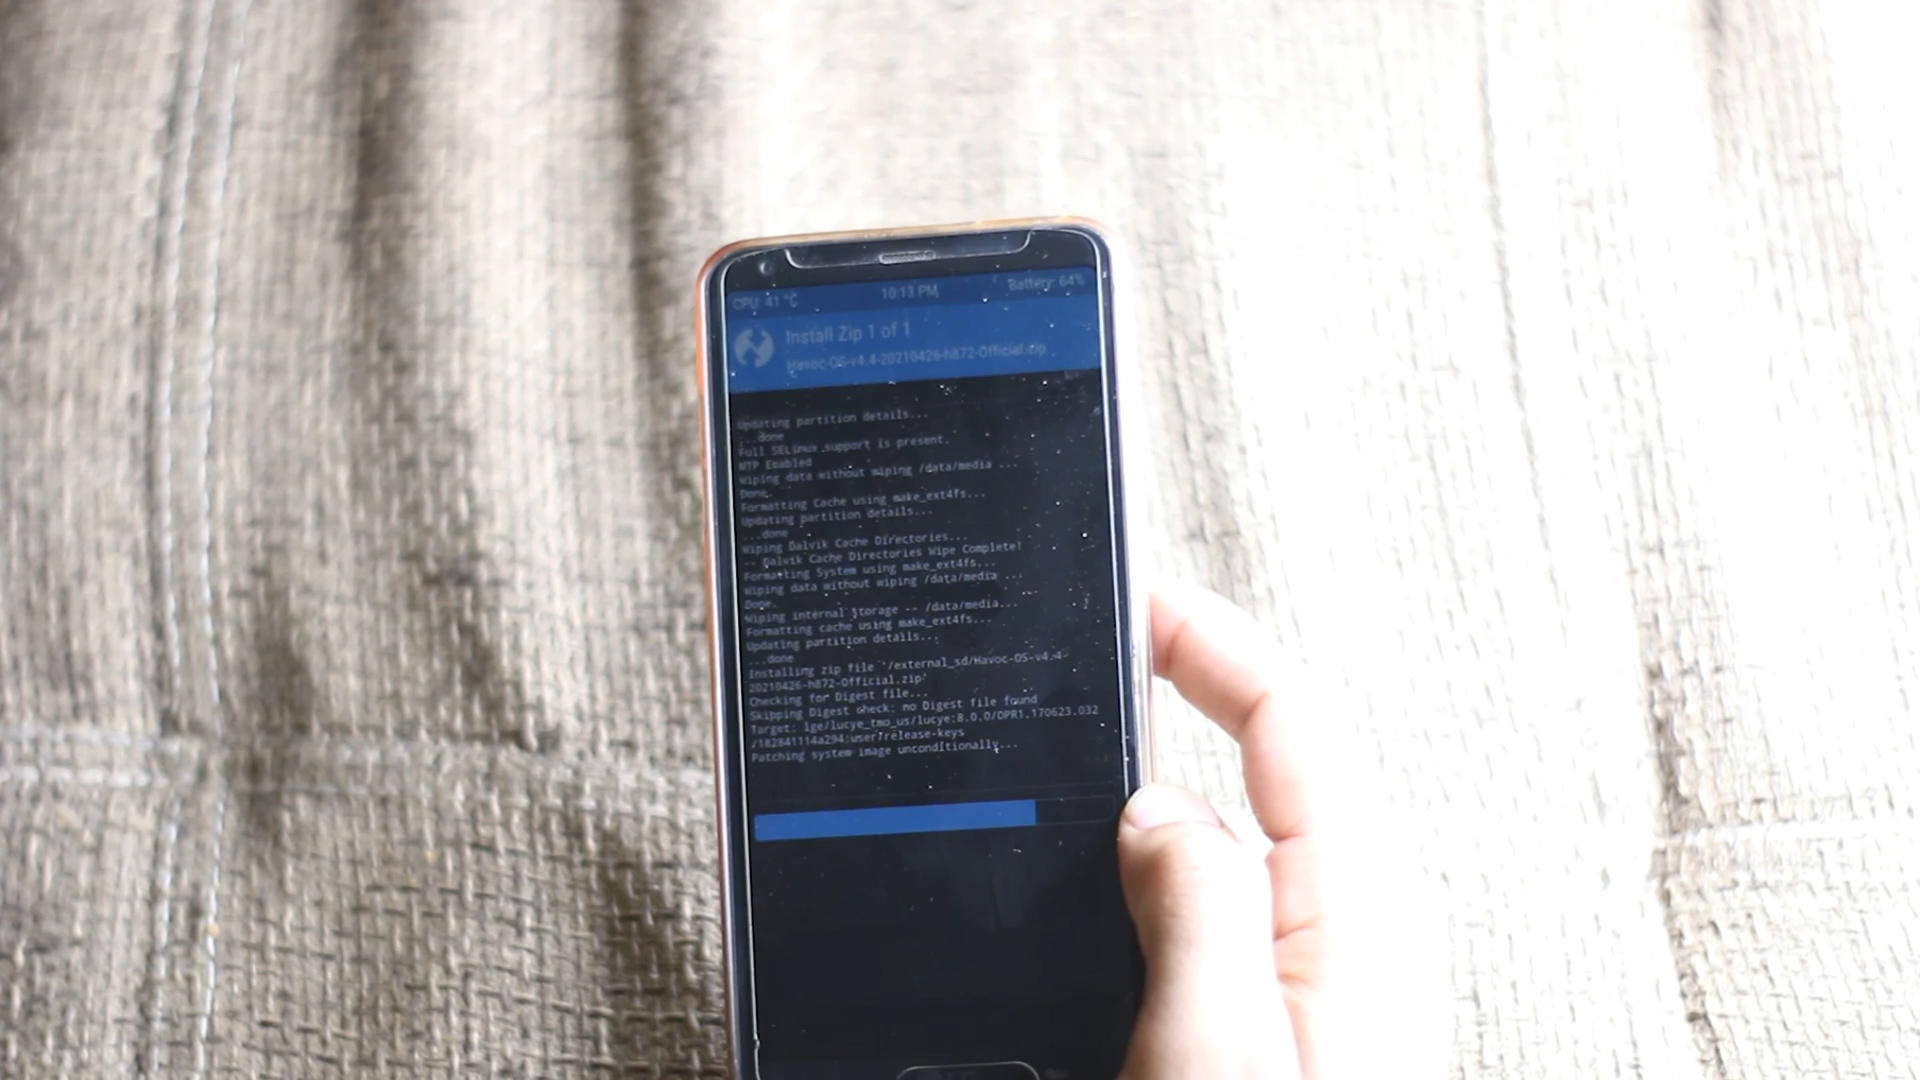 CPU: 41 °C 10:13 PM Battery: 64%
Install Zip 1 of 1
Havoc-OS-v4.4-20210426-h872-Official.zip
Updating partition details...
...done
Full SELinux support is present.
MTP Enabled
Wiping data without wiping /data/media ...
Done.
Formatting Cache using make_ext4fs...
Updating partition details...
...done
Wiping Dalvik Cache Directories...
-- Dalvik Cache Directories Wipe Complete!
Formatting System using make_ext4fs...
Wiping data without wiping /data/media ...
Done.
Wiping internal storage -- /data/media...
Formatting cache using make_ext4fs...
Updating partition details...
...done
Installing zip file '/external_sd/Havoc-OS-v4.4-
20210426-h872-Official.zip'
Checking for Digest file...
Skipping Digest check: no Digest file found
Target: lge/lucye_tmo_us/lucye:8.0.0/OPR1.170623.032
/182841114a294:user/release-keys
Patching system image unconditionally...